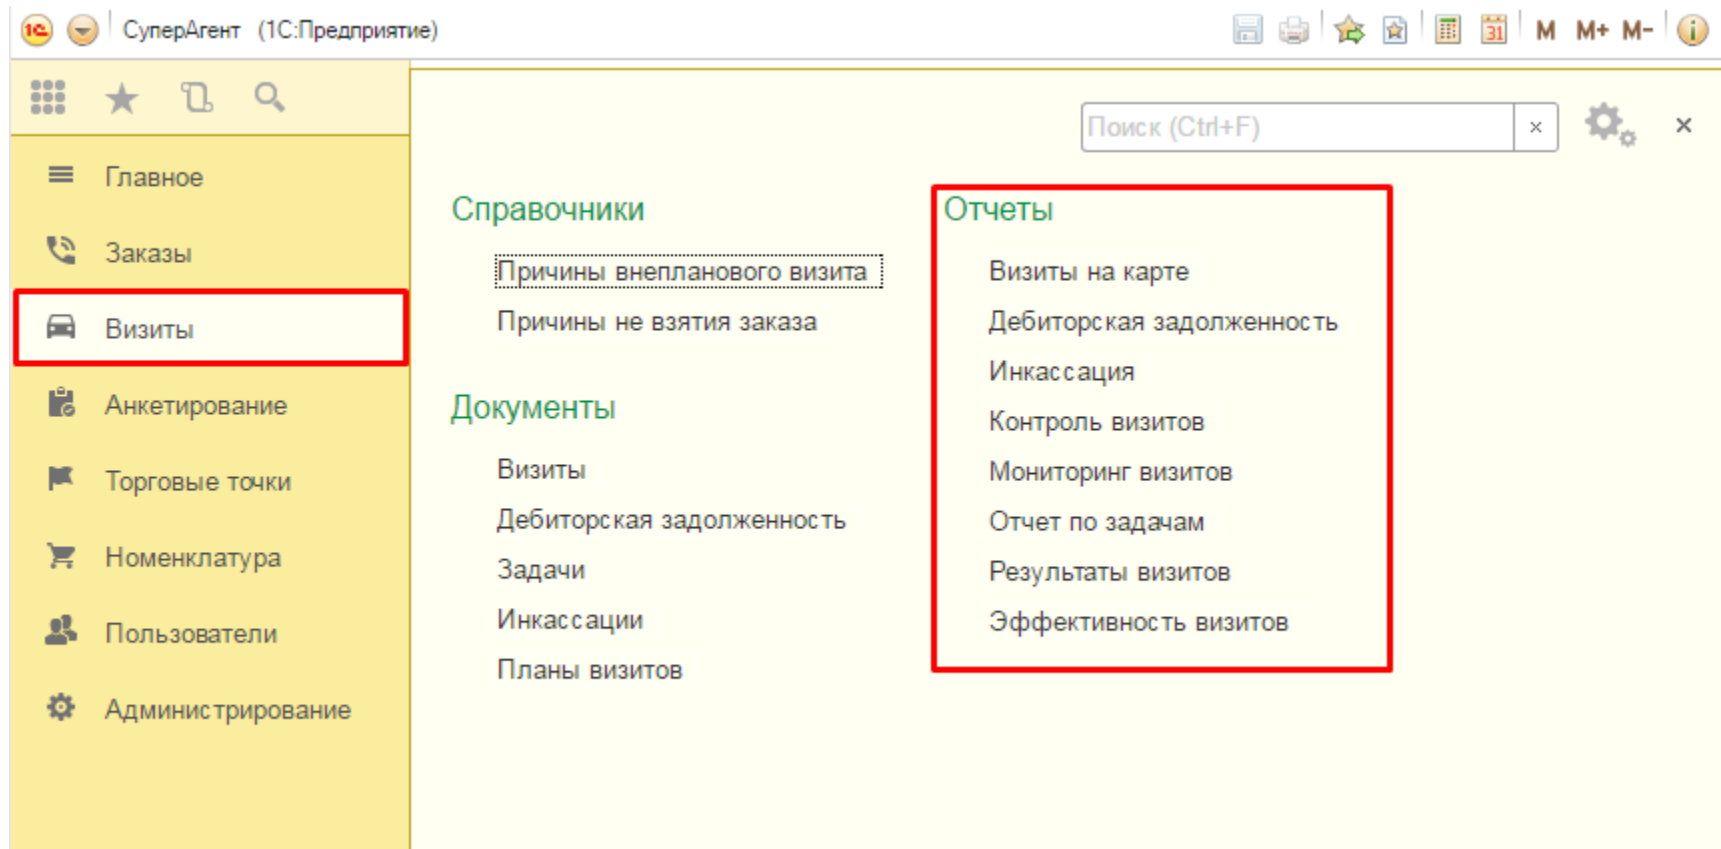 1С СуперАгент (1С:Предприятие) 31 M M+ M-
Поиск (Ctrl+F)
Главное
Заказы
Визиты
Анкетирование
Торговые точки
Номенклатура
Пользователи
Администрирование
Справочники
Причины внепланового визита
Причины не взятия заказа
Документы
Визиты
Дебиторская задолженность
Задачи
Инкассации
Планы визитов
Отчеты
Визиты на карте
Дебиторская задолженность
Инкассация
Контроль визитов
Мониторинг визитов
Отчет по задачам
Результаты визитов
Эффективность визитов